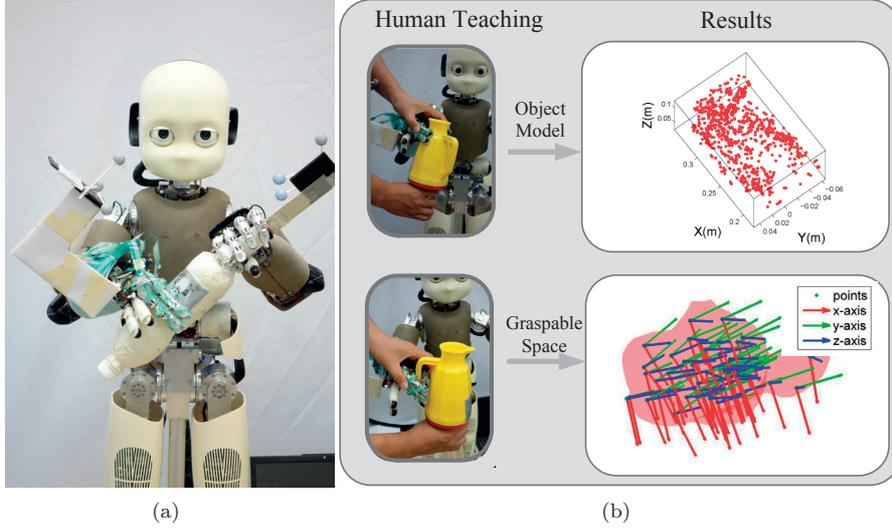 Human Teaching
Results
Object
Model
Z(m)
0.1
0.05
0.3
0.25
0.2
X(m)
0.04
0.02
0
−0.02
−0.04
−0.06
Y(m)
Graspable
Space
points
x-axis
y-axis
z-axis
(a)
(b)